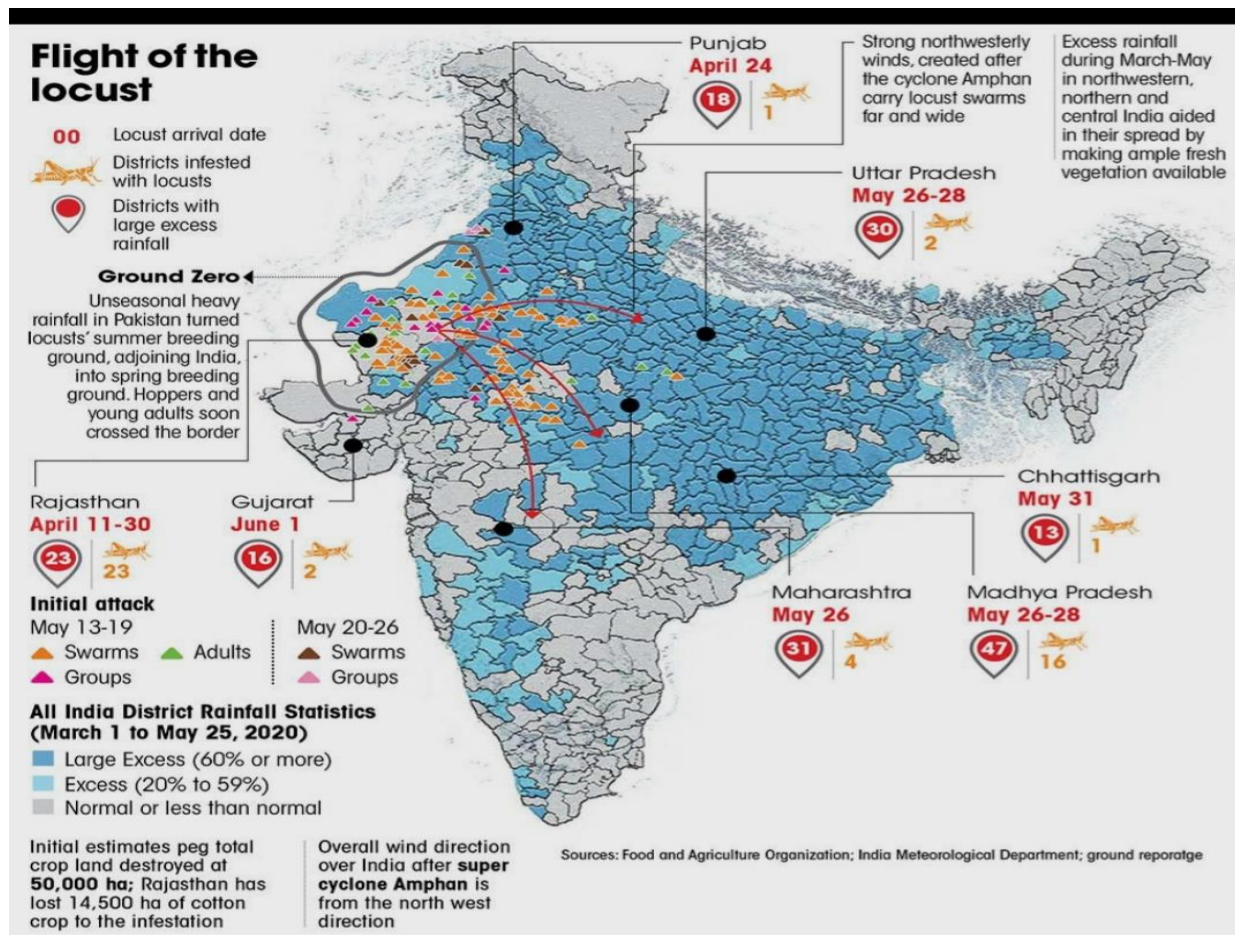 Flight of the
locust
00 Locust arrival date
Districts infested
with locusts
Districts with
large excess
rainfall
Ground Zero
Unseasonal heavy
rainfall in Pakistan turned
locusts' summer breeding
ground, adjoining India,
into spring breeding
ground. Hoppers and
young adults soon
crossed the border
Punjab
April 24
18
1
Strong northwesterly
winds, created after
the cyclone Amphan
carry locust swarms
far and wide
Excess rainfall
during March-May
in northwestern,
northern and
central India aided
in their spread by
making ample fresh
vegetation available
Uttar Pradesh
May 26-28
30
2
Rajasthan
April 11-30
23
23
Gujarat
June 1
16
2
Chhattisgarh
May 31
13
1
Maharashtra
May 26
31
4
Madhya Pradesh
May 26-28
47
16
Initial attack
May 13-19
Swarms
Adults
Groups
May 20-26
Swarms
Groups
All India District Rainfall Statistics
(March 1 to May 25, 2020)
Large Excess (60% or more)
Excess (20% to 59%)
Normal or less than normal
Initial estimates peg total
crop land destroyed at
50,000 ha; Rajasthan has
lost 14,500 ha of cotton
crop to the infestation
Overall wind direction
over India after super
cyclone Amphan is
from the north west
direction
Sources: Food and Agriculture Organization; India Meteorological Department; ground reporatge